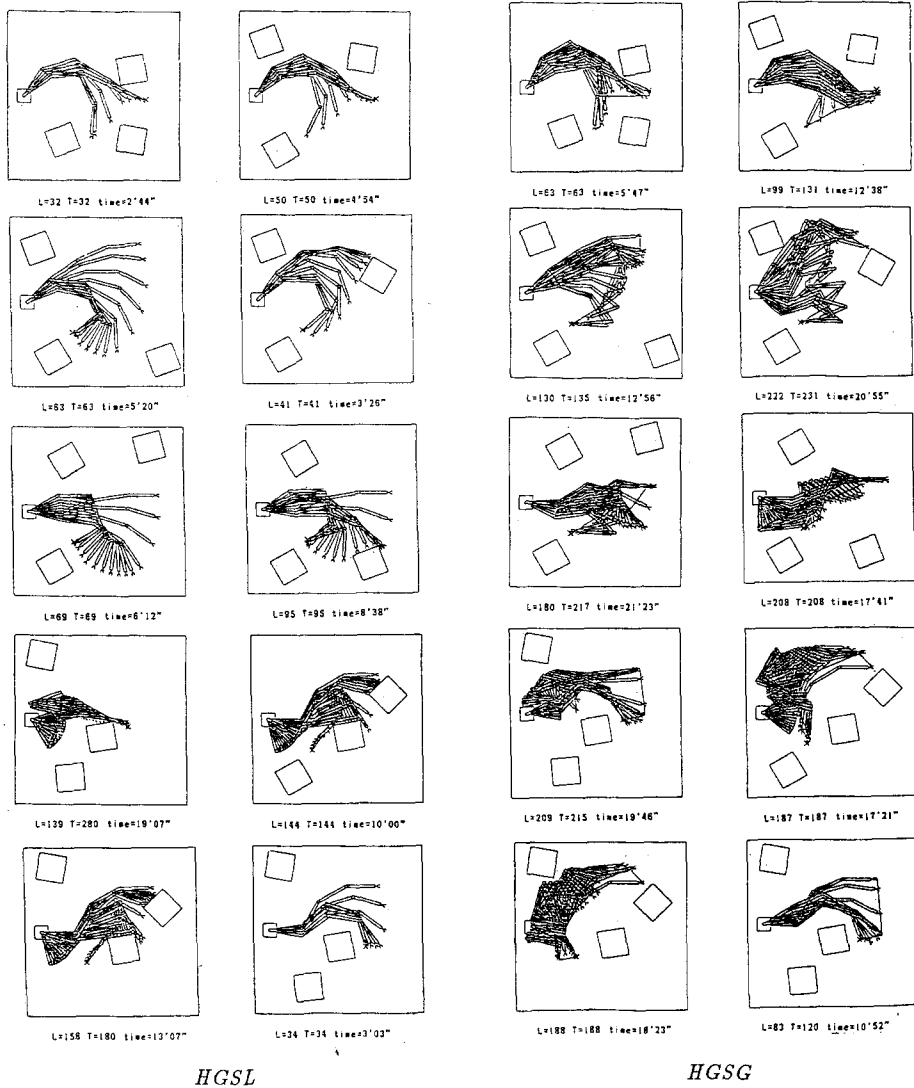 L=32 T=32 time=2'44"
L=50 T=50 time=4'54"
L=63 T=63 time=5'47"
L=99 T=131 time=12'38"
L=63 T=63 time=5'20"
L=41 T=41 time=3'26"
L=130 T=135 time=12'56"
L=222 T=231 time=20'55"
L=69 T=69 time=6'12"
L=95 T=95 time=8'38"
L=180 T=217 time=21'23"
L=208 T=208 time=17'41"
L=139 T=280 time=19'07"
L=144 T=144 time=10'00"
L=209 T=215 time=19'46"
L=187 T=187 time=17'21"
L=156 T=180 time=13'07"
L=34 T=34 time=3'03"
L=188 T=188 time=18'23"
L=83 T=120 time=10'52"
HGSL
HGSG